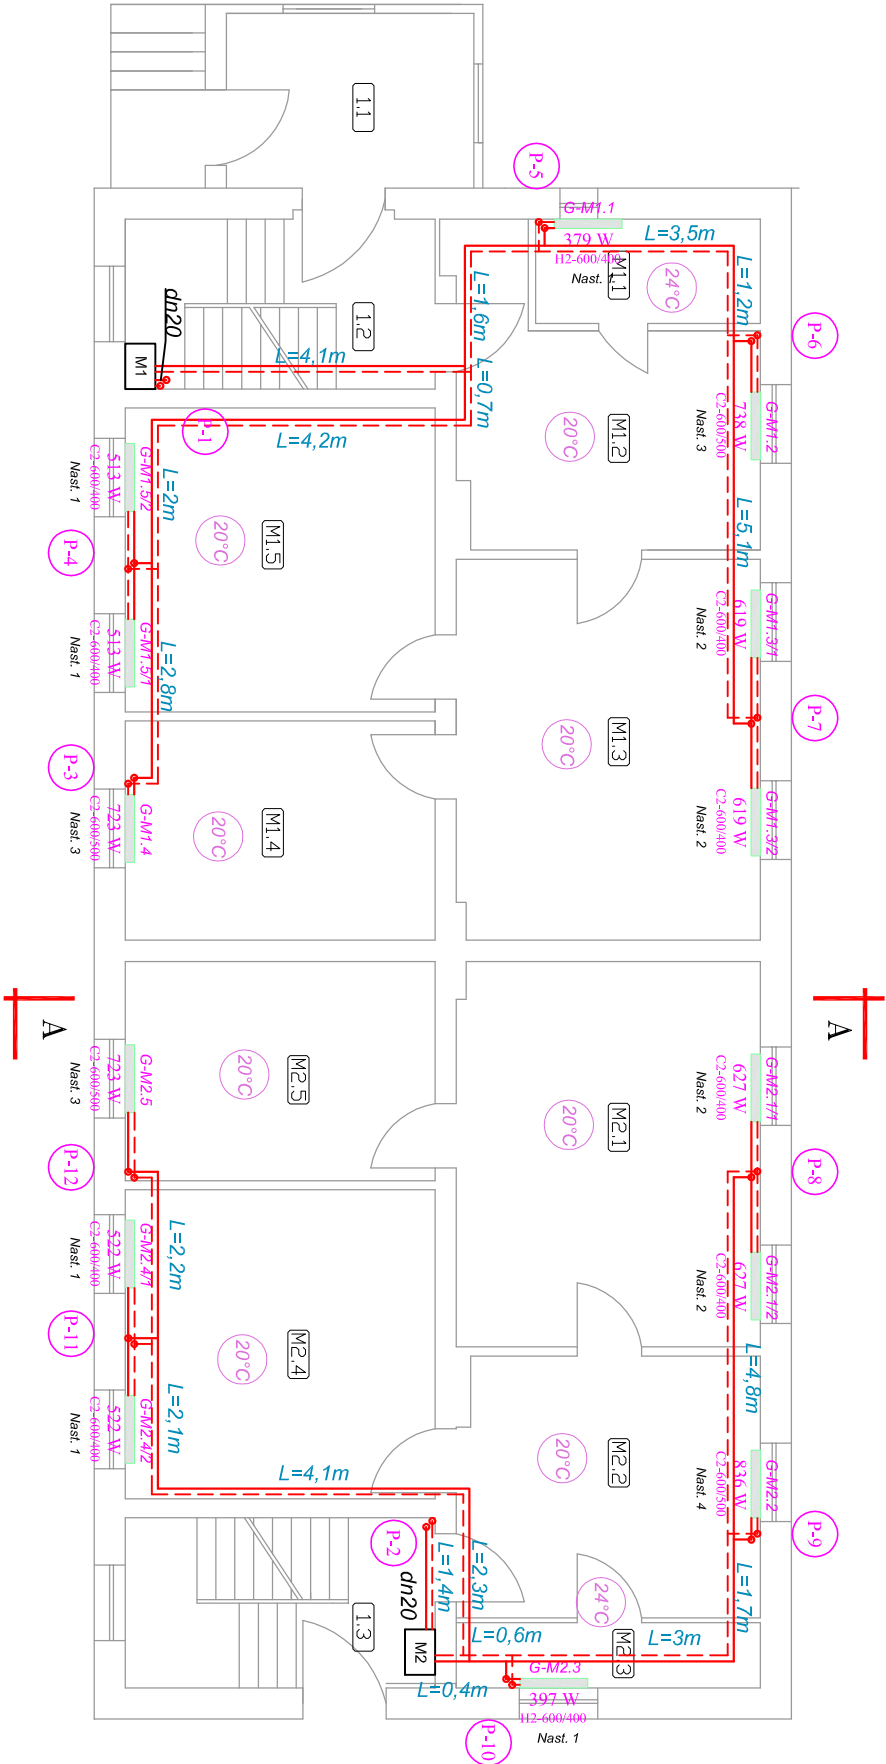 1.1
P-5
G-M1.1
379 W
H2-600/400
Nast. 1
L=3,5m
M1.1
24°C
L=1,2m
P-6
L=1,6m
dn20
1.2
M1
L=4,1m
L=0,7m
P-1
L=4,2m
G-M1.2
738 W
C2-600/500
Nast. 3
M1.2
20°C
G-M1.5/2
513 W
C2-600/400
Nast. 1
L=2m
P-4
M1.5
20°C
L=5,1m
G-M1.3/1
619 W
C2-600/400
Nast. 2
G-M1.5/1
513 W
C2-600/400
Nast. 1
L=2,8m
P-7
M1.3
20°C
P-3
G-M1.4
723 W
C2-600/500
Nast. 3
M1.4
20°C
G-M1.3/2
619 W
C2-600/400
Nast. 2
A
A
G-M2.5
723 W
C2-600/500
Nast. 3
M2.5
20°C
M2.1
20°C
G-M2.1/1
627 W
C2-600/400
Nast. 2
P-12
P-8
G-M2.4/1
522 W
C2-600/400
Nast. 1
L=2,2m
G-M2.1/2
627 W
C2-600/400
Nast. 2
P-11
M2.4
20°C
L=4,8m
G-M2.4/2
522 W
C2-600/400
Nast. 1
L=2,1m
L=4,1m
M2.2
20°C
G-M2.2
836 W
C2-600/500
Nast. 4
P-9
P-2
L=1,4m
L=2,3m
dn20
24°C
L=1,7m
1.3
M2
L=0,6m
L=3m
M2.3
G-M2.3
L=0,4m
397 W
H2-600/400
Nast. 1
P-10